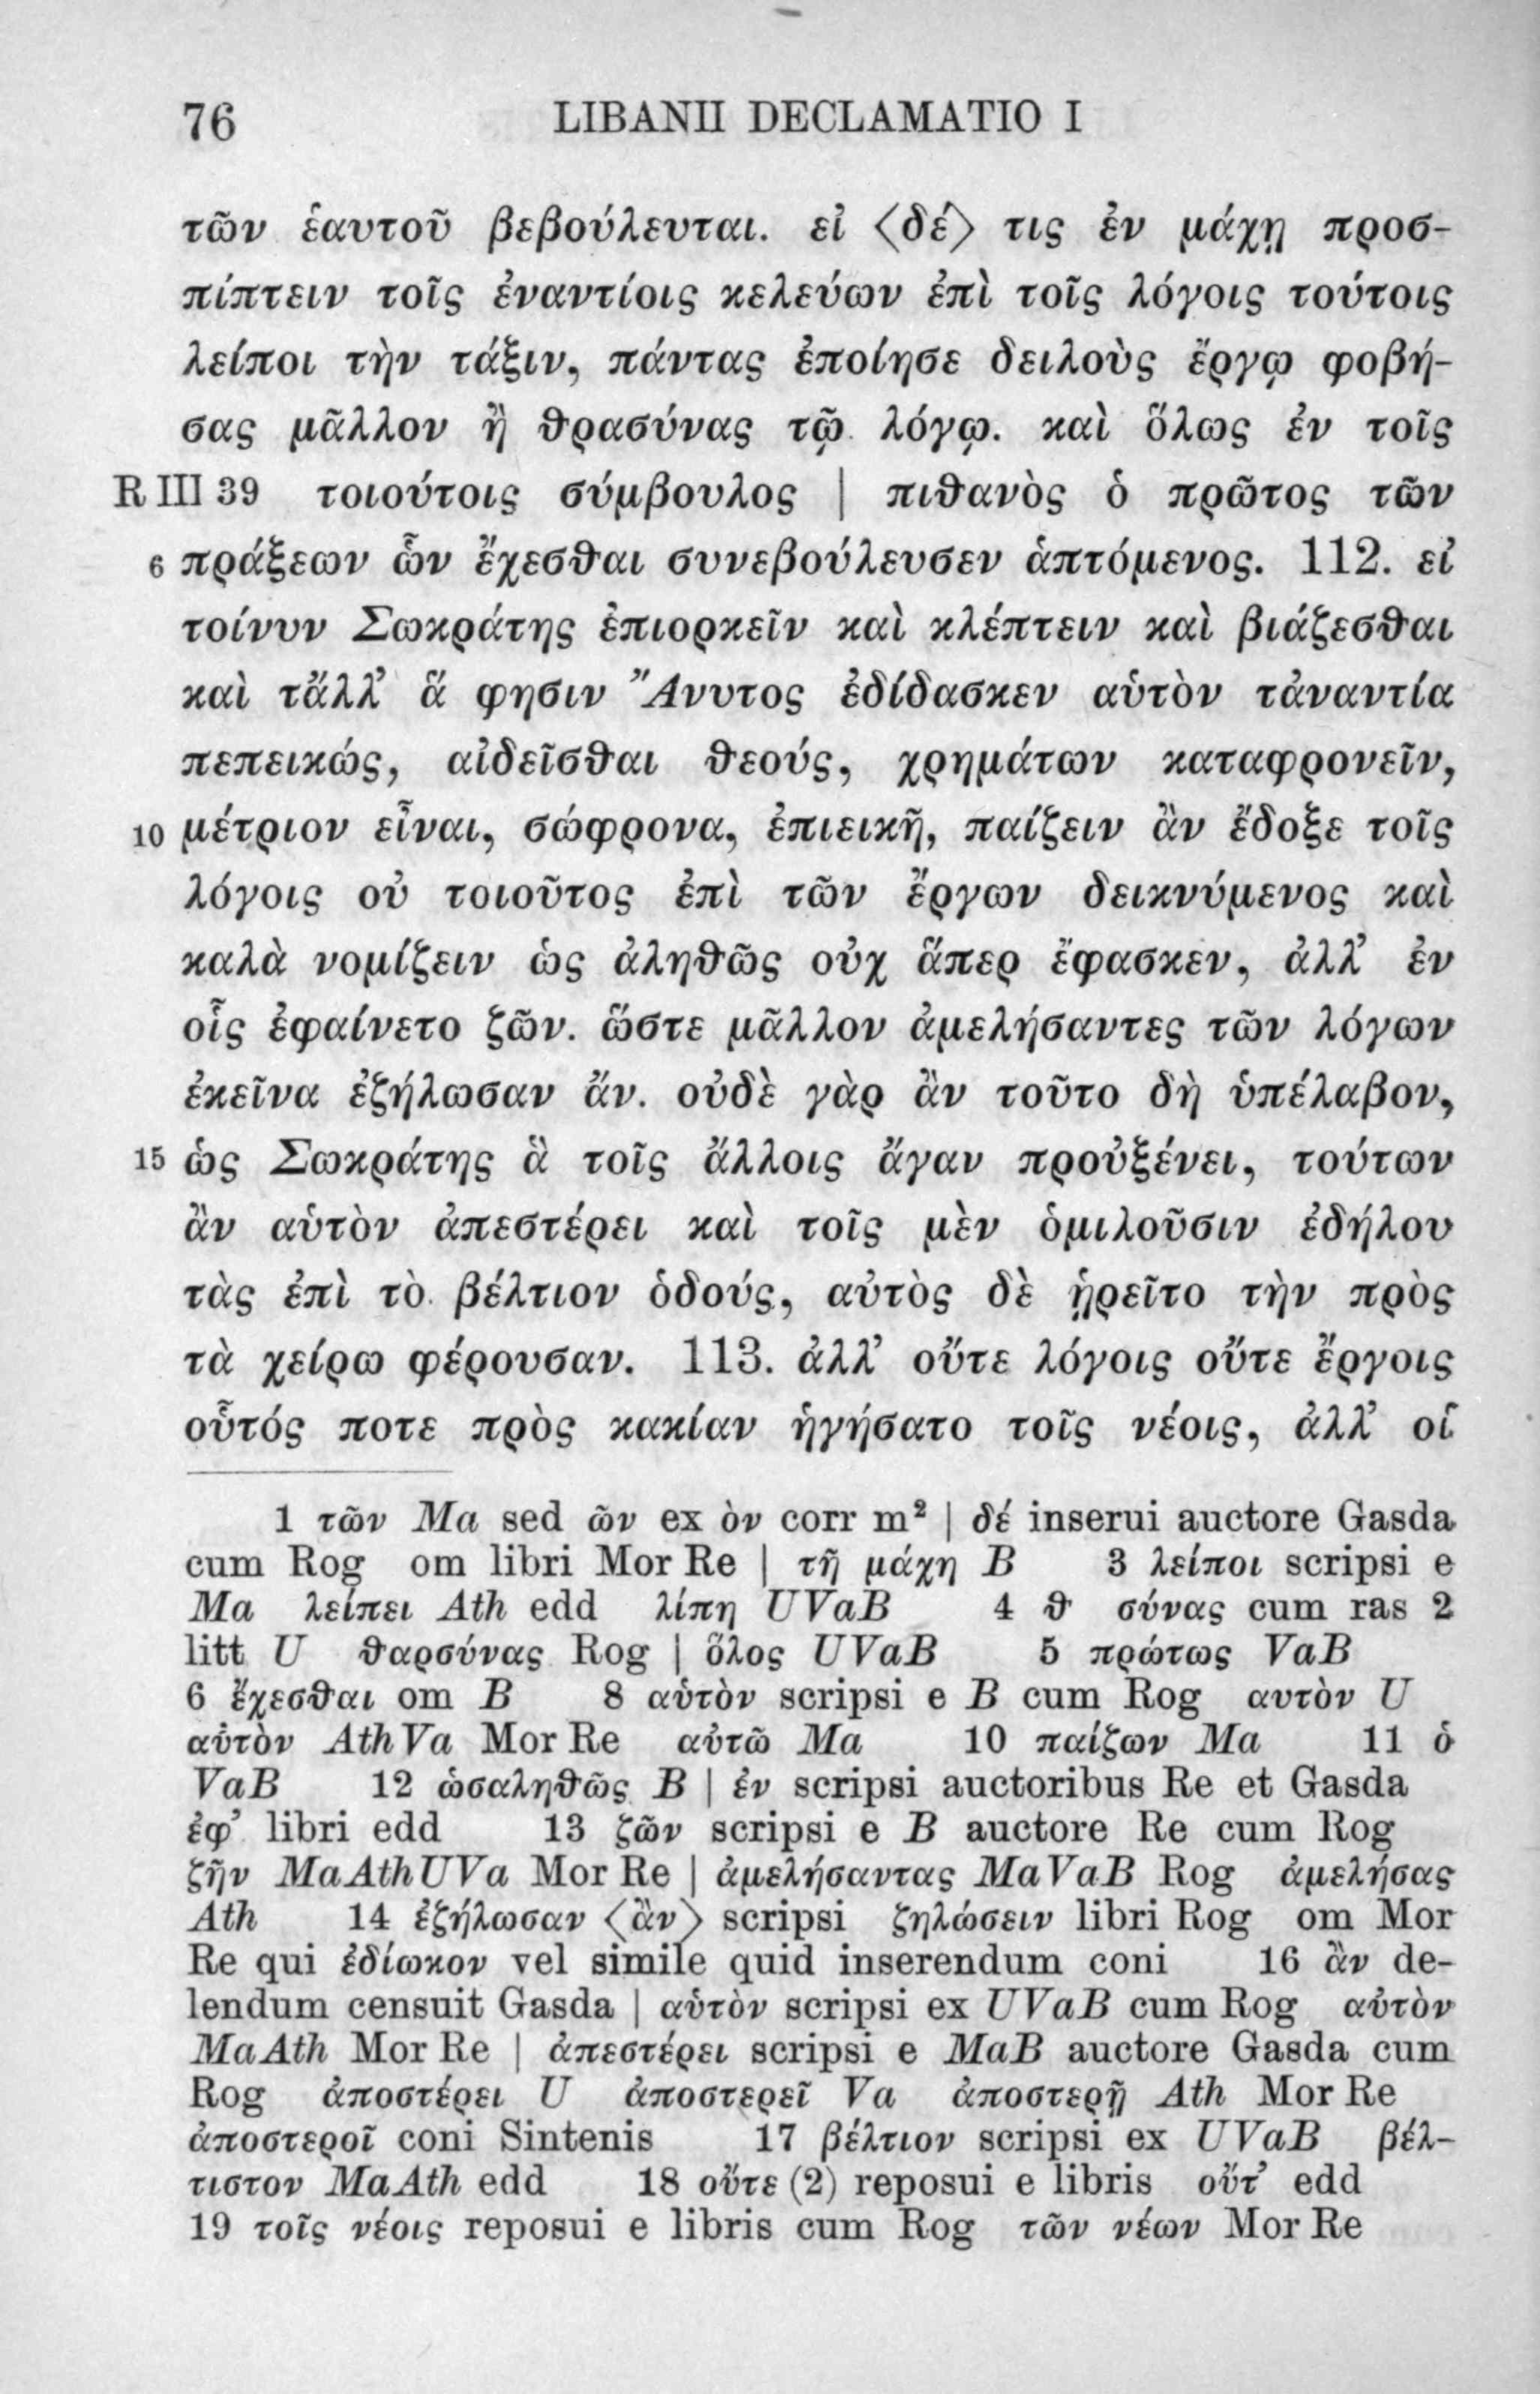 76 LIBANII DECLAMATIO I
τῶν ἑαυτοῦ βεβούλευται. εἰ ⟨δέ⟩ τις ἐν μάχῃ προσ-
πίπτειν τοῖς ἐναντίοις κελεύων ἐπὶ τοῖς λόγοις τούτοις
λείποι τὴν τάξιν, πάντας ἐποίησε δειλοὺς ἔργῳ φοβή-
σας μᾶλλον ἢ θρασύνας τῷ λόγῳ. καὶ ὅλως ἐν τοῖς
R III 39 τοιούτοις σύμβουλος | πιθανὸς ὁ πρῶτος τῶν
6 πράξεων ὧν ἔχεσθαι συνεβούλευσεν ἁπτόμενος. 112. εἰ
τοίνυν Σωκράτης ἐπιορκεῖν καὶ κλέπτειν καὶ βιάζεσθαι
καὶ τἄλλ’ ἅ φησιν Ἄνυτος ἐδίδασκεν αὑτὸν τἀναντία
πεπεικώς, αἰδεῖσθαι θεούς, χρημάτων καταφρονεῖν,
10 μέτριον εἶναι, σώφρονα, ἐπιεικῆ, παίζειν ἂν ἔδοξε τοῖς
λόγοις οὐ τοιοῦτος ἐπὶ τῶν ἔργων δεικνύμενος καὶ
καλὰ νομίζειν ὡς ἀληθῶς οὐχ ἅπερ ἔφασκεν, ἀλλ’ ἐν
οἷς ἐφαίνετο ζῶν. ὥστε μᾶλλον ἀμελήσαντες τῶν λόγων
ἐκεῖνα ἐζήλωσαν ἄν. οὐδὲ γὰρ ἂν τοῦτο δὴ ὑπέλαβον,
15 ὡς Σωκράτης ἃ τοῖς ἄλλοις ἄγαν προὐξένει, τούτων
ἂν αὑτὸν ἀπεστέρει καὶ τοῖς μὲν ὁμιλοῦσιν ἐδήλου
τὰς ἐπὶ τὸ βέλτιον ὁδούς, αὐτὸς δὲ ᾑρεῖτο τὴν πρὸς
τὰ χείρω φέρουσαν. 113. ἀλλ’ οὔτε λόγοις οὔτε ἔργοις
οὗτός ποτε πρὸς κακίαν ἡγήσατο τοῖς νέοις, ἀλλ’ οἱ
1 τῶν Ma sed ῶν ex ὸν corr m² | δέ inserui auctore Gasda
cum Rog om libri Mor Re | τῆ μάχη B 3 λείποι scripsi e
Ma λείπει Ath edd λίπη UVaB 4 θ σύνας cum ras 2
litt U θαρσύνας Rog | ὅλος UVaB 5 πρώτως VaB
6 ἔχεσθαι om B 8 αὑτὸν scripsi e B cum Rog αυτὸν U
αὐτὸν Ath Va Mor Re αὐτῶ Ma 10 παίζων Ma 11 ὁ
VaB 12 ὡσαληθῶς B | ἐν scripsi auctoribus Re et Gasda
ἐφ’ libri edd 13 ζῶν scripsi e B auctore Re cum Rog
ζῆν MaAthUVa Mor Re | ἀμελήσαντας MaVaB Rog ἀμελήσας
Ath 14 ἐζήλωσαν ⟨ἂν⟩ scripsi ζηλώσειν libri Rog om Mor
Re qui ἐδίωκον vel simile quid inserendum coni 16 ἂν de-
lendum censuit Gasda | αὑτὸν scripsi ex UVaB cum Rog αὐτὸν
MaAth Mor Re | ἀπεστέρει scripsi e MaB auctore Gasda cum
Rog ἀποστέρει U ἀποστερεῖ Va ἀποστερῇ Ath Mor Re
ἀποστεροῖ coni Sintenis 17 βέλτιον scripsi ex UVaB βέλ-
τιστον MaAth edd 18 οὔτε (2) reposui e libris οὔτ’ edd
19 τοῖς νέοις reposui e libris cum Rog τῶν νέων Mor Re